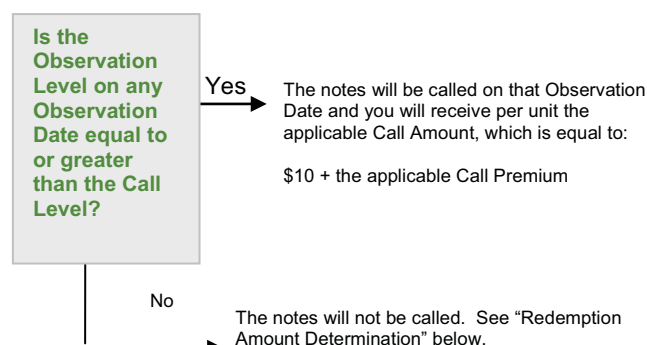 Is the
Observation
Level on any
Observation
Date equal to
or greater
than the Call
Level?
Yes
The notes will be called on that Observation
Date and you will receive per unit the
applicable Call Amount, which is equal to:
$10 + the applicable Call Premium
No
The notes will not be called. See “Redemption
Amount Determination” below.